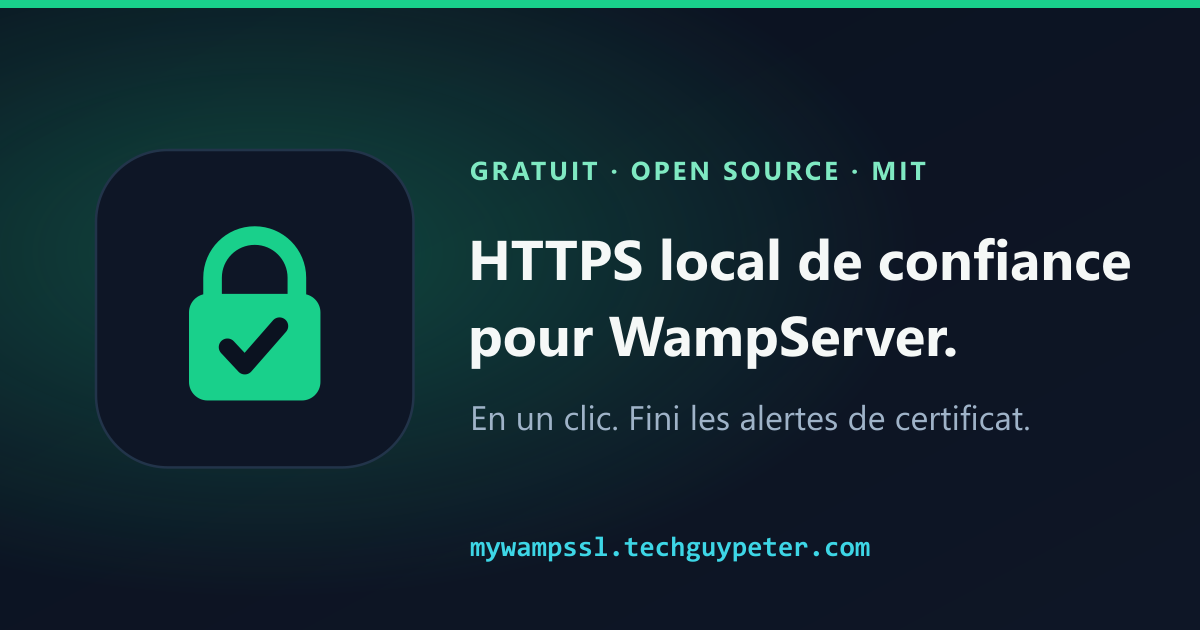 GRATUIT · OPEN SOURCE · MIT
HTTPS local de confiance
pour WampServer.
En un clic. Fini les alertes de certificat.
mywampssl.techguypeter.com